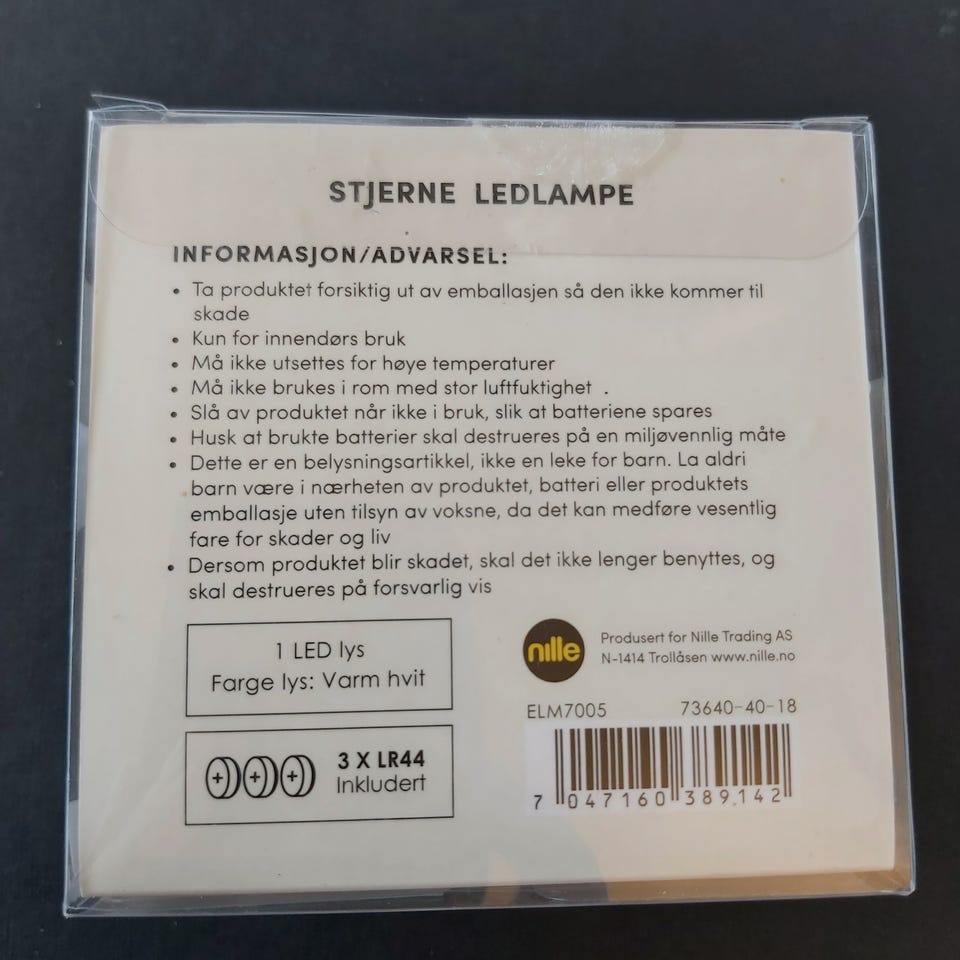 STJERNE LEDLAMPE
INFORMASJON/ADVARSEL:
• Ta produktet forsiktig ut av emballasjen så den ikke kommer til
skade
• Kun for innendørs bruk
• Må ikke utsettes for høye temperaturer
• Må ikke brukes i rom med stor luftfuktighet .
• Slå av produktet når ikke i bruk, slik at batteriene spares
• Husk at brukte batterier skal destrueres på en miljøvennlig måte
• Dette er en belysningsartikkel, ikke en leke for barn. La aldri
barn være i nærheten av produktet, batteri eller produktets
emballasje uten tilsyn av voksne, da det kan medføre vesentlig
fare for skader og liv
• Dersom produktet blir skadet, skal det ikke lenger benyttes, og
skal destrueres på forsvarlig vis
1 LED lys
Farge lys: Varm hvit
3 X LR44
Inkludert
nille
Produsert for Nille Trading AS
N-1414 Trollåsen www.nille.no
ELM7005 73640-40-18
7 047160 389142